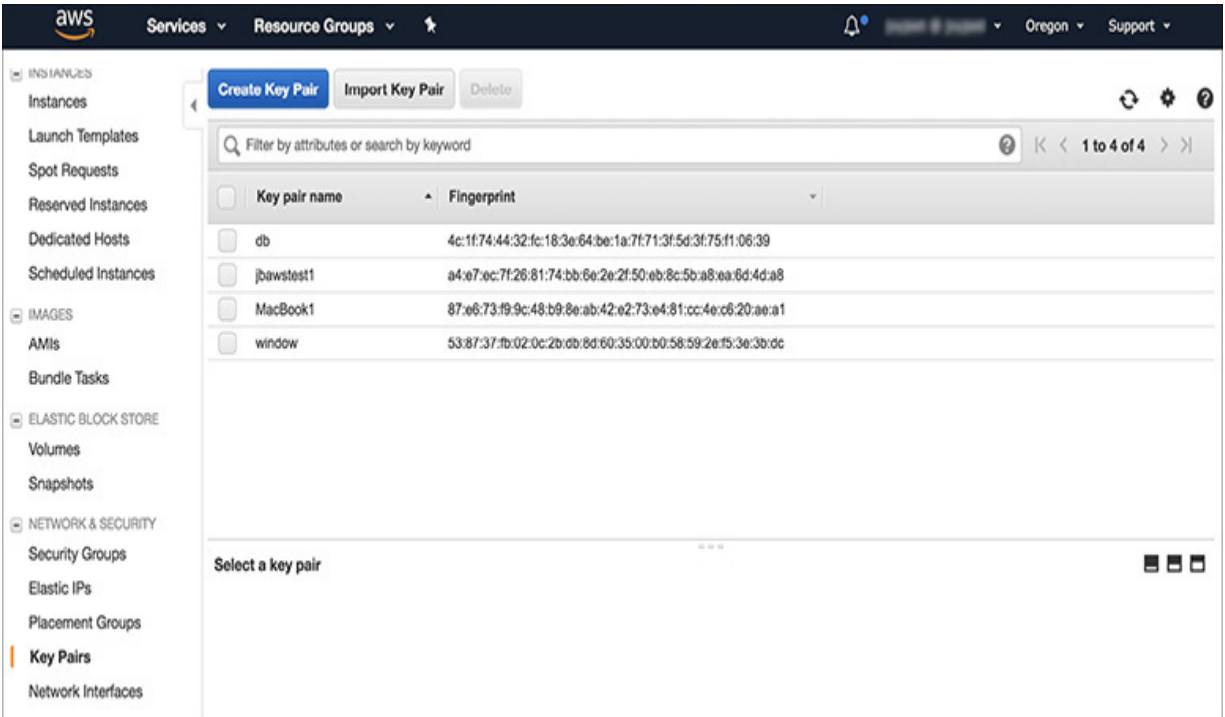 aws Services Resource Groups Oregon Support
INSTANCES
Instances
Launch Templates
Spot Requests
Reserved Instances
Dedicated Hosts
Scheduled Instances
IMAGES
AMIs
Bundle Tasks
ELASTIC BLOCK STORE
Volumes
Snapshots
NETWORK & SECURITY
Security Groups
Elastic IPs
Placement Groups
Key Pairs
Network Interfaces
Create Key Pair Import Key Pair Delete
Filter by attributes or search by keyword 1 to 4 of 4
Key pair name Fingerprint
db 4c:1f:74:44:32:fc:18:3e:64:be:1a:7f:71:3f:5d:3f:75:f1:06:39
jbawstest1 a4:e7:ec:7f:26:81:74:bb:6e:2e:2f:50:eb:8c:5b:a8:ea:6d:4d:a8
MacBook1 87:e6:73:f9:9c:48:b9:8e:ab:42:e2:73:e4:81:cc:4e:c6:20:ae:a1
window 53:87:37:fb:02:0c:2b:db:8d:60:35:00:b0:58:59:2e:f5:3e:3b:dc
Select a key pair